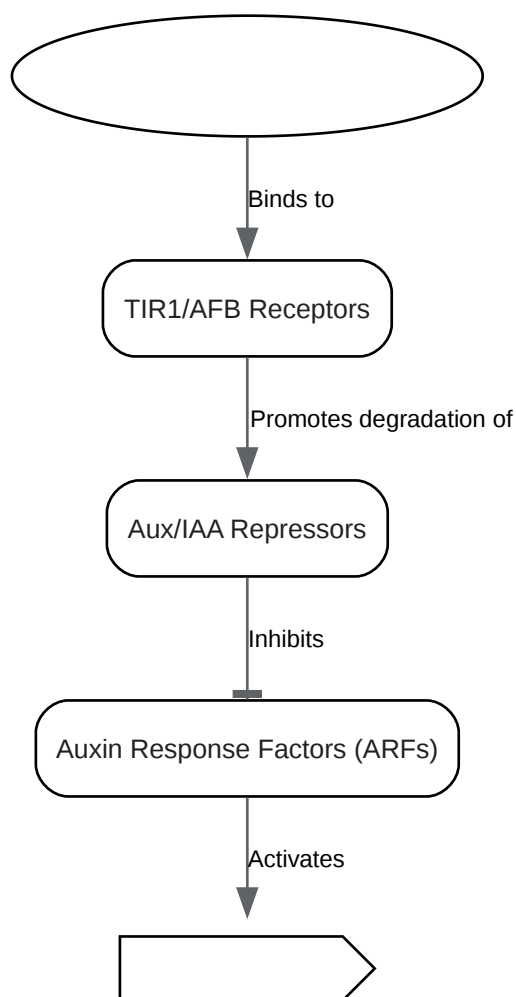 Binds to
TIR1/AFB Receptors
Promotes degradation of
Aux/IAA Repressors
Inhibits
Auxin Response Factors (ARFs)
Activates